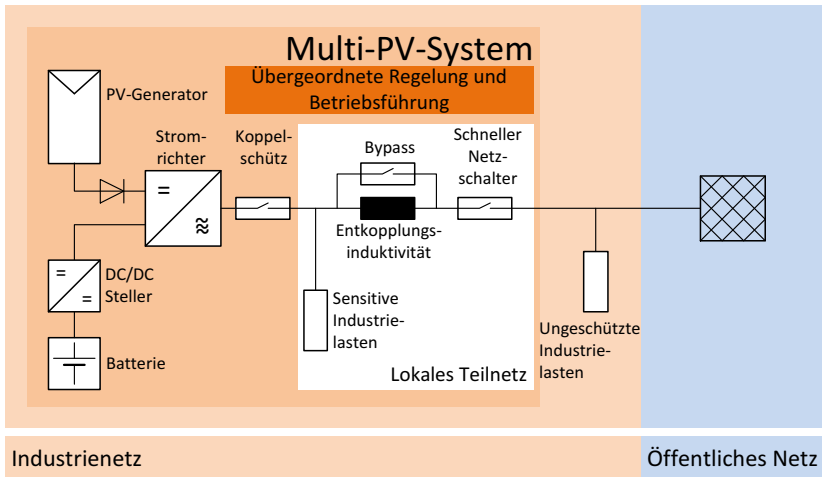 Multi-PV-System
Übergeordnete Regelung und
Betriebsführung
PV-Generator
Strom-
richter
Koppel-
schütz
Bypass
Schneller
Netz-
schalter
Entkopplungs-
induktivität
DC/DC
Steller
Batterie
Sensitive
Industrie-
lasten
Lokales Teilnetz
Ungeschützte
Industrie-
lasten
Industrienetz
Öffentliches Netz